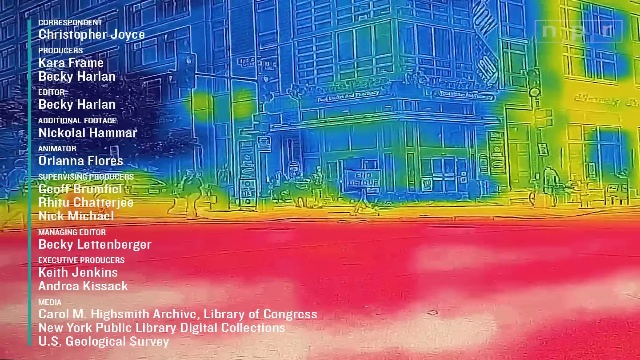 n p r
CORRESPONDENT
Christopher Joyce
PRODUCERS
Kara Frame
Becky Harlan
EDITOR
Becky Harlan
ADDITIONAL FOOTAGE
Nickolai Hammar
ANIMATOR
Orianna Flores
SUPERVISING PRODUCERS
Geoff Brumfiel
Rhitu Chatterjee
Nick Michael
MANAGING EDITOR
Becky Lettenberger
EXECUTIVE PRODUCERS
Keith Jenkins
Andrea Kissack
MEDIA
Carol M. Highsmith Archive, Library of Congress
New York Public Library Digital Collections
U.S. Geological Survey